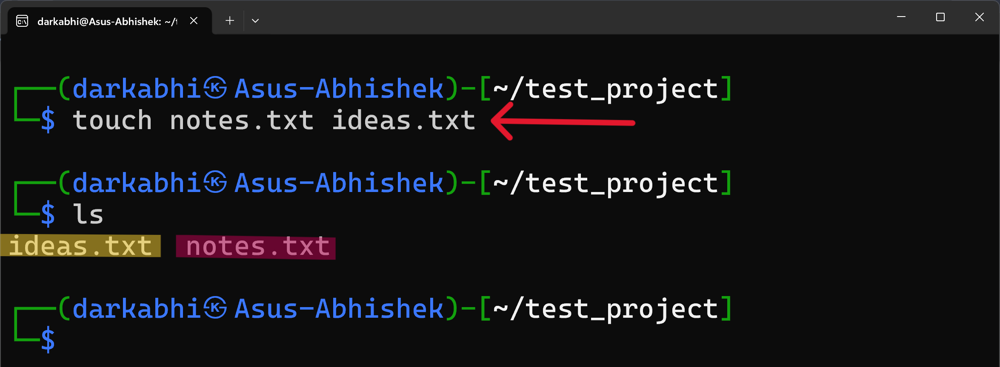 darkabhi@Asus-Abhishek: ~/t
(darkabhi㉿Asus-Abhishek)-[~/test_project]
$ touch notes.txt ideas.txt
(darkabhi㉿Asus-Abhishek)-[~/test_project]
$ ls
ideas.txt notes.txt
(darkabhi㉿Asus-Abhishek)-[~/test_project]
$